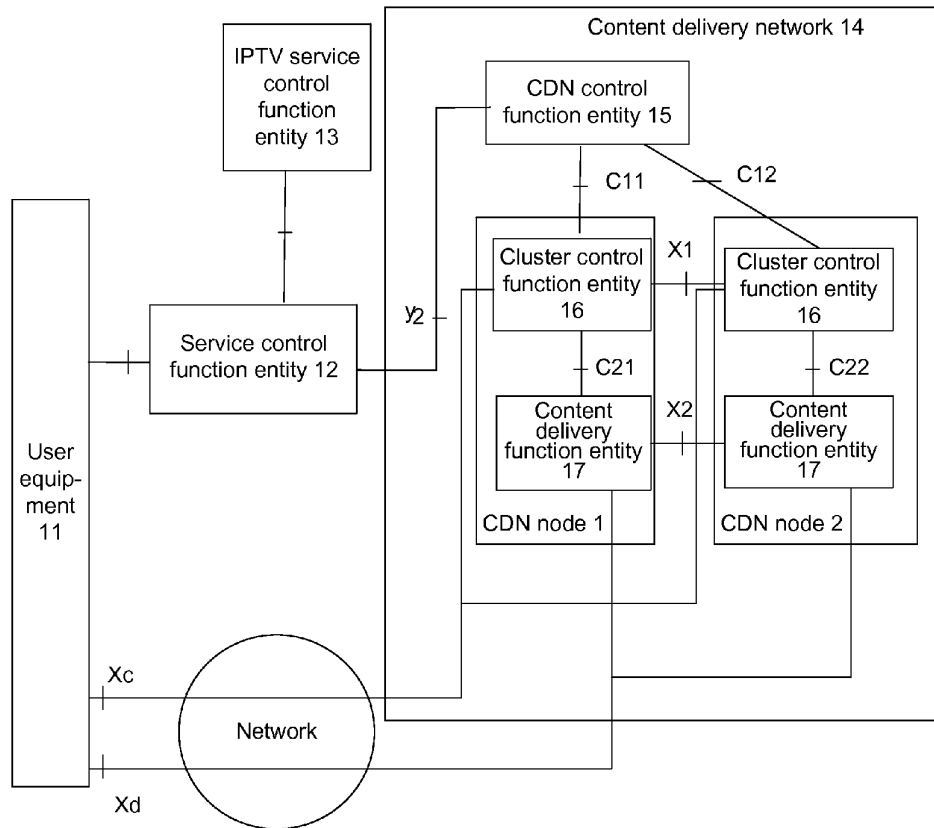 Content delivery network 14
IPTV service
control
function
entity 13
CDN control
function entity 15
C11
C12
Cluster control
function entity
16
X1
Cluster control
function entity
16
y2
Service control
function entity 12
C21
C22
Content
delivery
function entity
17
X2
Content
delivery
function entity
17
User
equip-
ment
11
CDN node 1
CDN node 2
Xc
Network
Xd